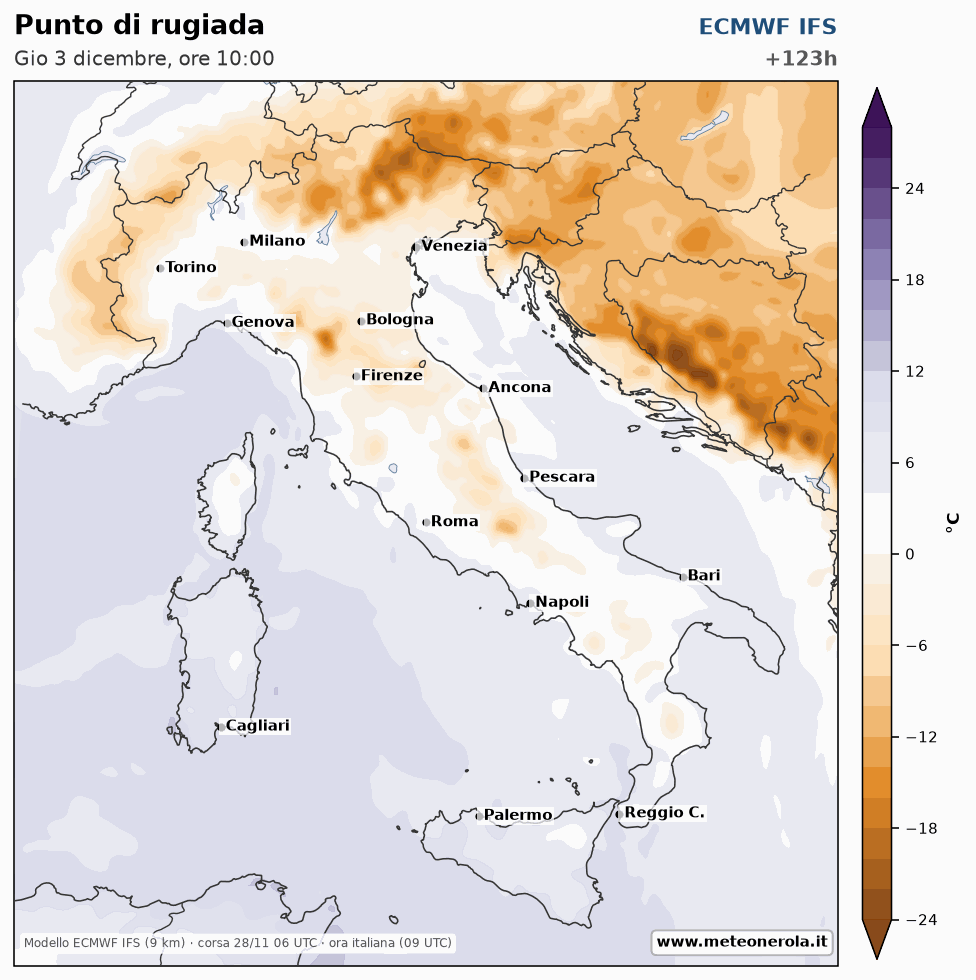 Punto di rugiada
ECMWF IFS
Gio 3 dicembre, ore 10:00
+123h
24
18
12
6
0
−6
−12
−18
−24
°C
Milano
Venezia
Torino
Genova
Bologna
Firenze
Ancona
Pescara
Roma
Bari
Napoli
Cagliari
Palermo
Reggio C.
Modello ECMWF IFS (9 km) · corsa 28/11 06 UTC · ora italiana (09 UTC)
www.meteonerola.it